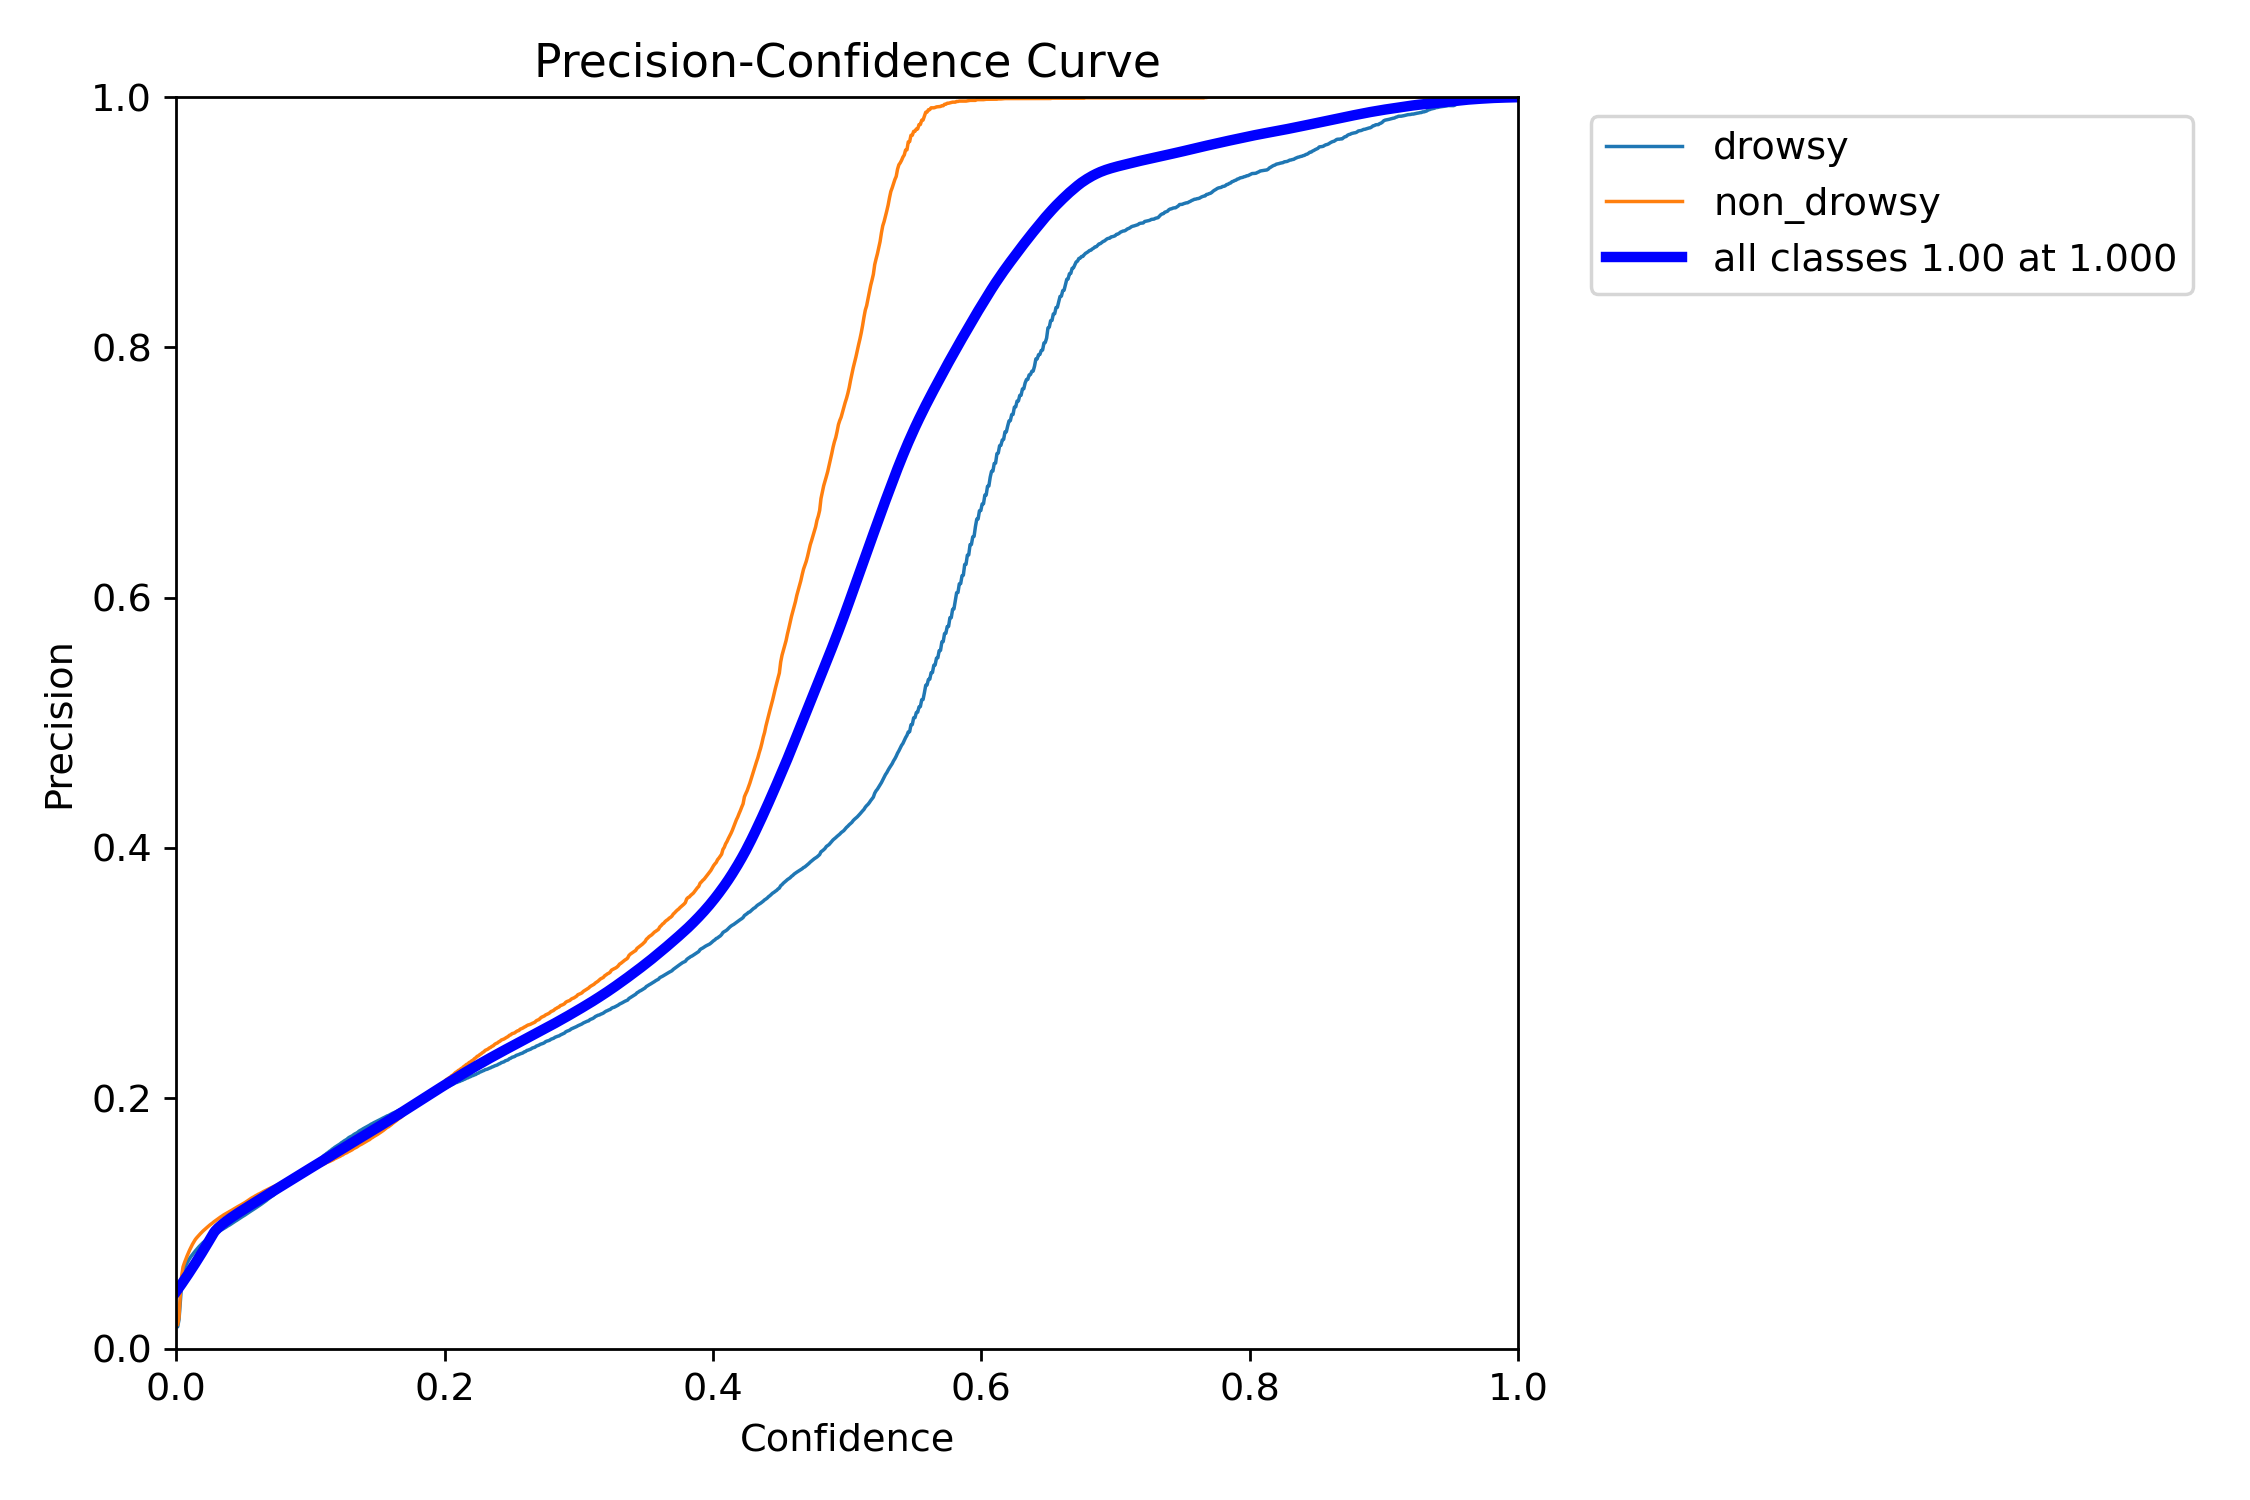 Precision-Confidence Curve
1.0
0.8
0.6
0.4
0.2
0.0
Precision
0.0 0.2 0.4 0.6 0.8 1.0
Confidence
drowsy
non_drowsy
all classes 1.00 at 1.000